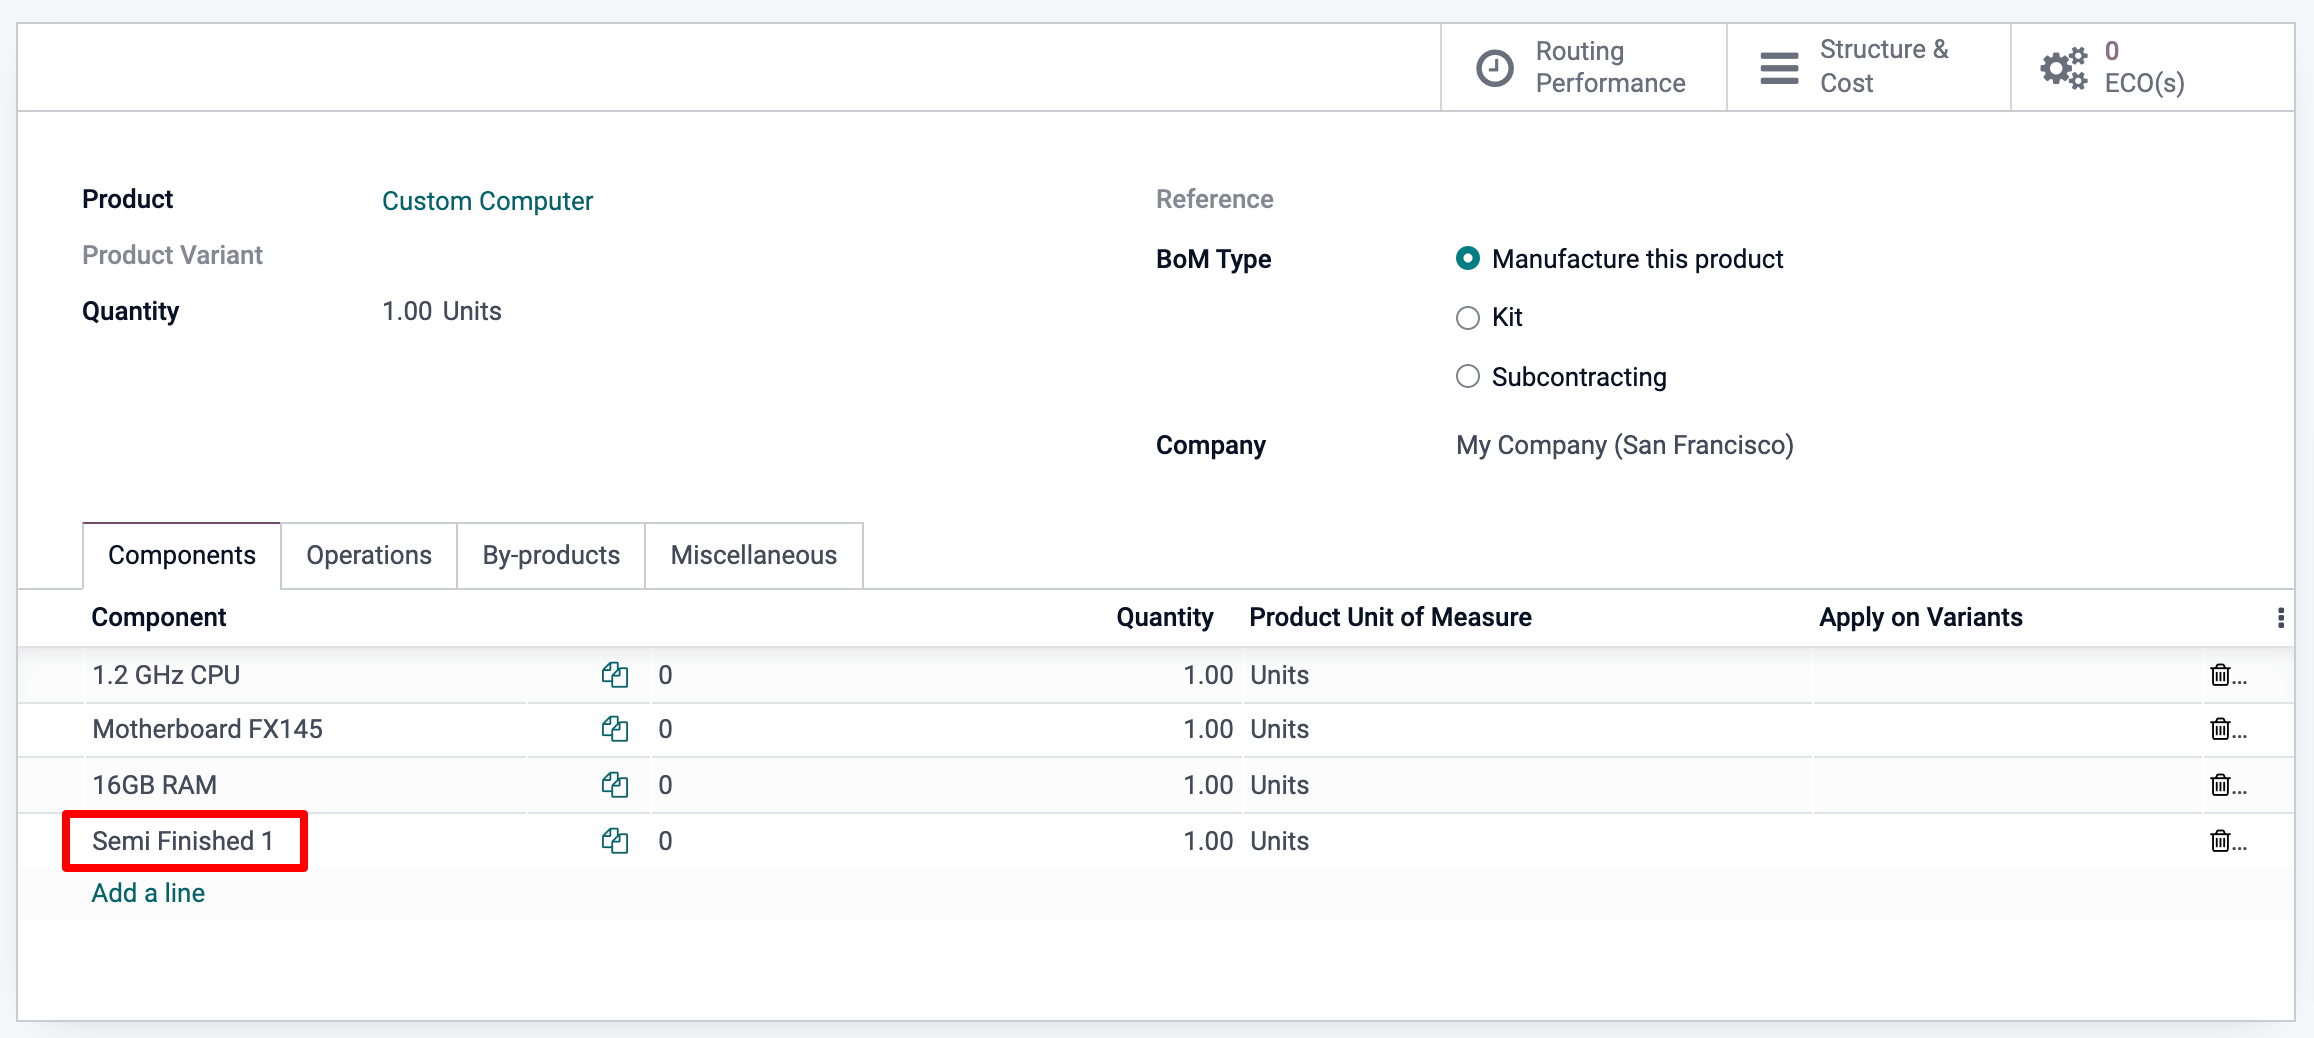 Routing Performance
Structure & Cost
0 ECO(s)
Product
Custom Computer
Product Variant
Quantity
1.00 Units
Reference
BoM Type
Manufacture this product
Kit
Subcontracting
Company
My Company (San Francisco)
Components Operations By-products Miscellaneous
Component Quantity Product Unit of Measure Apply on Variants
1.2 GHz CPU 0 1.00 Units ...
Motherboard FX145 0 1.00 Units ...
16GB RAM 0 1.00 Units ...
Semi Finished 1 0 1.00 Units ...
Add a line